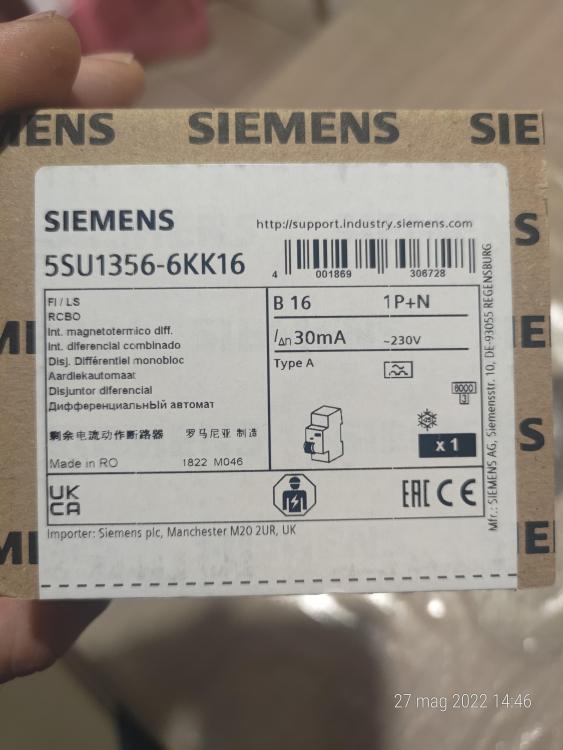 IENS SIEMENS SIE
SIEMENS
http://support.industry.siemens.com
5SU1356-6KK16
4 001869 306728
FI / LS
RCBO
Int. magnetotermico diff.
Int. diferencial combinado
Disj. Différentiel monobloc
Aardlekautomaat
Disjuntor diferencial
Дифференциальный автомат
剩余电流动作断路器 罗马尼亚 制造
Made in RO 1822 M046
B 16 1P+N
I∆n 30mA ~230V
Type A
6000
3
-25
x 1
UK
CA
EAC CE
Importer: Siemens plc, Manchester M20 2UR, UK
Mfr.: SIEMENS AG, Siemensstr. 10, DE-93055 REGENSBURG
S
E
S
E
MI
MI
27 mag 2022 14:46